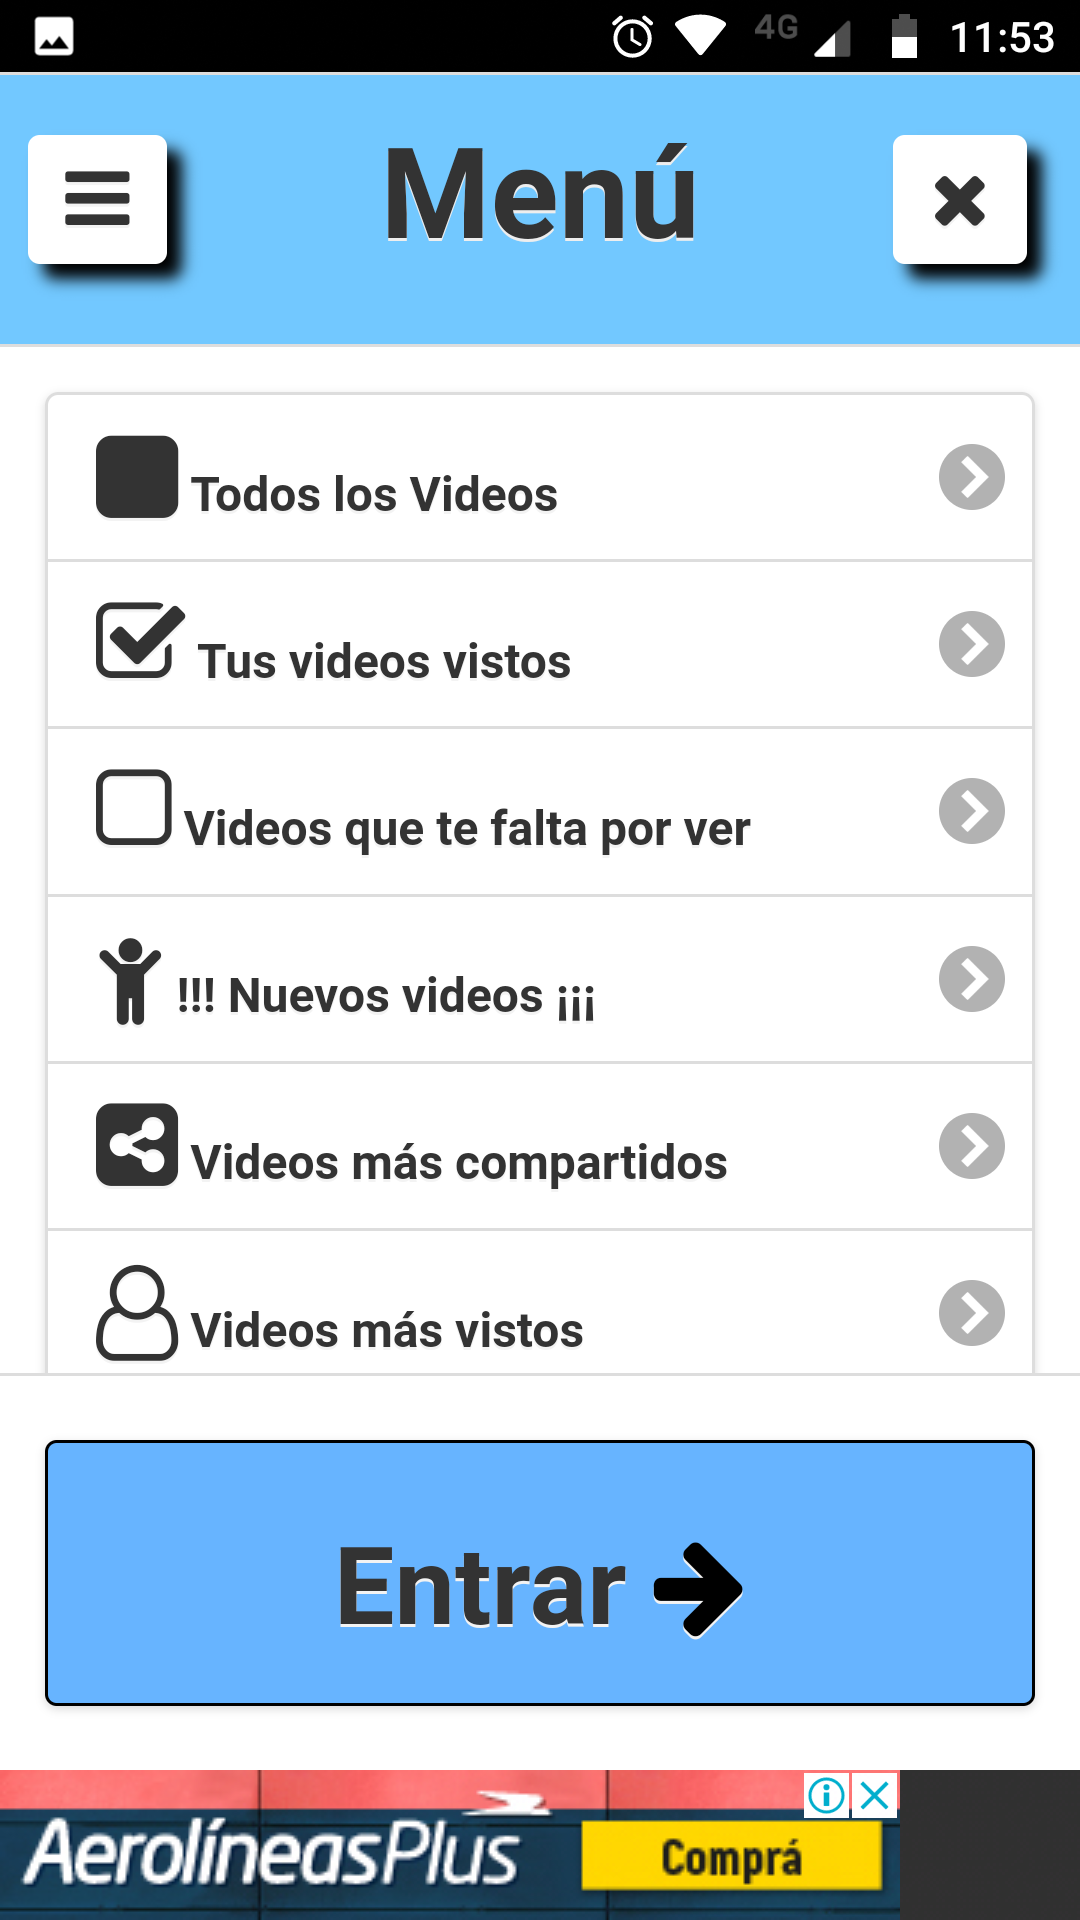 4G 11:53
Menú
Todos los Videos
Tus videos vistos
Videos que te falta por ver
!!! Nuevos videos ¡¡¡
Videos más compartidos
Videos más vistos
Entrar
AerolíneasPlus
Comprá